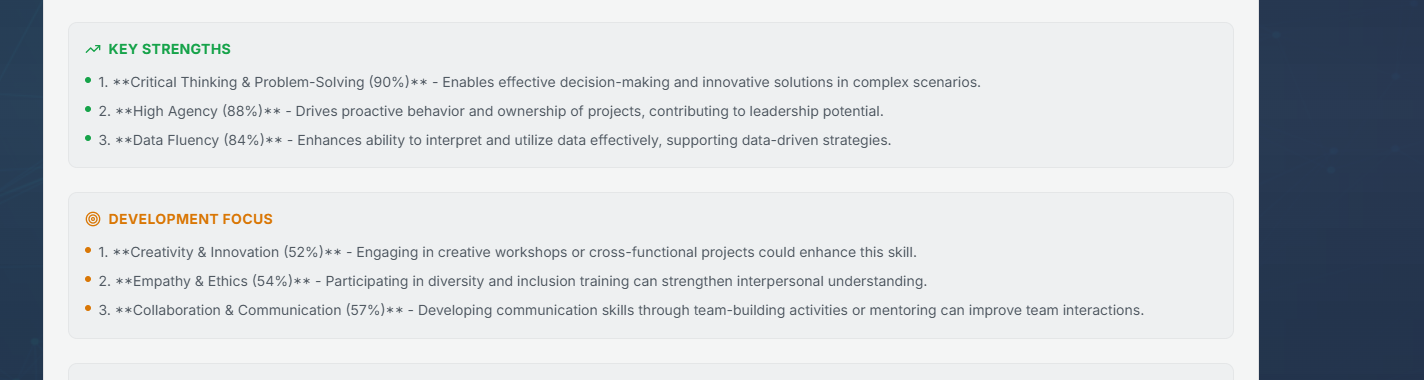 KEY STRENGTHS
1. **Critical Thinking & Problem-Solving (90%)** - Enables effective decision-making and innovative solutions in complex scenarios.
2. **High Agency (88%)** - Drives proactive behavior and ownership of projects, contributing to leadership potential.
3. **Data Fluency (84%)** - Enhances ability to interpret and utilize data effectively, supporting data-driven strategies.
DEVELOPMENT FOCUS
1. **Creativity & Innovation (52%)** - Engaging in creative workshops or cross-functional projects could enhance this skill.
2. **Empathy & Ethics (54%)** - Participating in diversity and inclusion training can strengthen interpersonal understanding.
3. **Collaboration & Communication (57%)** - Developing communication skills through team-building activities or mentoring can improve team interactions.